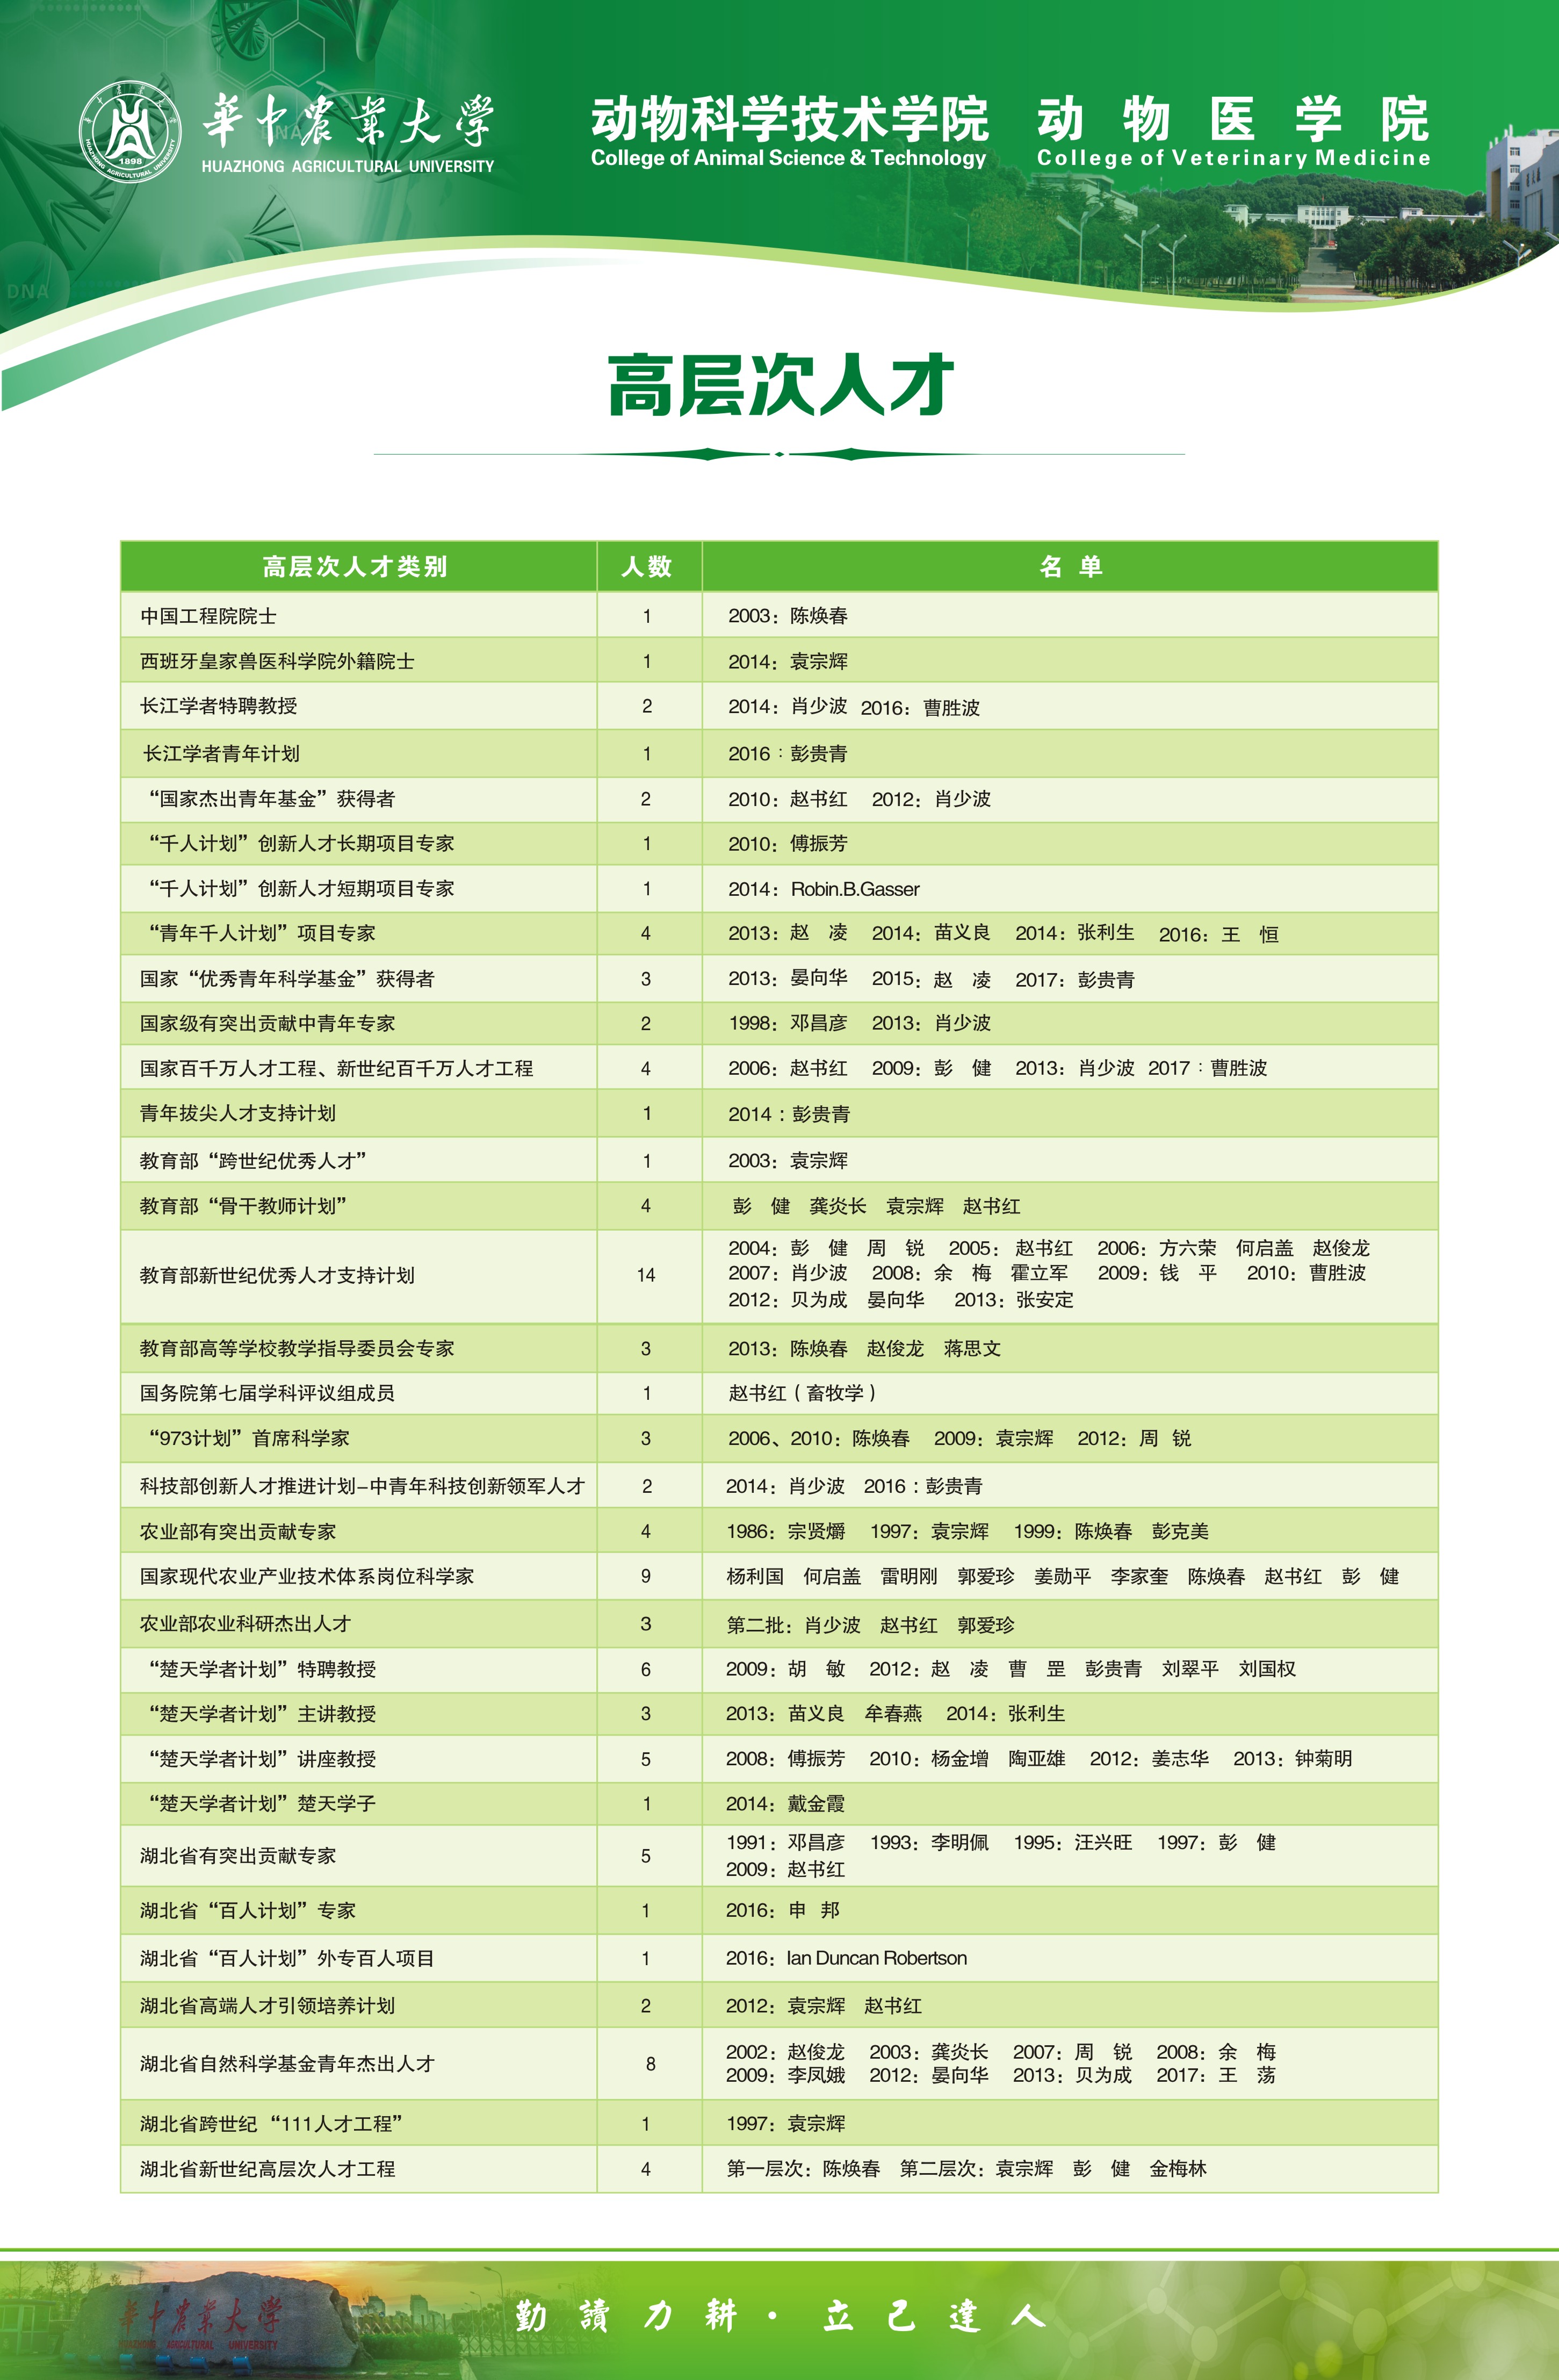 華中農業大学
HUAZHONG AGRICULTURAL UNIVERSITY
1898
HUAZHONG AGRICULTURAL UNIVERSITY
动物科学技术学院
College of Animal Science & Technology
动物医学院
College of Veterinary Medicine
DNA
DNA
高层次人才
高层次人才类别 人数 名 单
中国工程院院士 1 2003：陈焕春
西班牙皇家兽医科学院外籍院士 1 2014：袁宗辉
长江学者特聘教授 2 2014：肖少波 2016：曹胜波
长江学者青年计划 1 2016：彭贵青
“国家杰出青年基金”获得者 2 2010：赵书红 2012：肖少波
“千人计划”创新人才长期项目专家 1 2010：傅振芳
“千人计划”创新人才短期项目专家 1 2014：Robin.B.Gasser
“青年千人计划”项目专家 4 2013：赵 凌 2014：苗义良 2014：张利生 2016：王 恒
国家“优秀青年科学基金”获得者 3 2013：晏向华 2015：赵 凌 2017：彭贵青
国家级有突出贡献中青年专家 2 1998：邓昌彦 2013：肖少波
国家百千万人才工程、新世纪百千万人才工程 4 2006：赵书红 2009：彭 健 2013：肖少波 2017：曹胜波
青年拔尖人才支持计划 1 2014：彭贵青
教育部“跨世纪优秀人才” 1 2003：袁宗辉
教育部“骨干教师计划” 4 彭 健 龚炎长 袁宗辉 赵书红
教育部新世纪优秀人才支持计划 14 2004：彭 健 周 锐 2005：赵书红 2006：方六荣 何启盖 赵俊龙
2007：肖少波 2008：余 梅 霍立军 2009：钱 平 2010：曹胜波
2012：贝为成 晏向华 2013：张安定
教育部高等学校教学指导委员会专家 3 2013：陈焕春 赵俊龙 蒋思文
国务院第七届学科评议组成员 1 赵书红（畜牧学）
“973计划”首席科学家 3 2006、2010：陈焕春 2009：袁宗辉 2012：周 锐
科技部创新人才推进计划–中青年科技创新领军人才 2 2014：肖少波 2016：彭贵青
农业部有突出贡献专家 4 1986：宗贤爝 1997：袁宗辉 1999：陈焕春 彭克美
国家现代农业产业技术体系岗位科学家 9 杨利国 何启盖 雷明刚 郭爱珍 姜勋平 李家奎 陈焕春 赵书红 彭 健
农业部农业科研杰出人才 3 第二批：肖少波 赵书红 郭爱珍
“楚天学者计划”特聘教授 6 2009：胡 敏 2012：赵 凌 曹 罡 彭贵青 刘翠平 刘国权
“楚天学者计划”主讲教授 3 2013：苗义良 牟春燕 2014：张利生
“楚天学者计划”讲座教授 5 2008：傅振芳 2010：杨金增 陶亚雄 2012：姜志华 2013：钟菊明
“楚天学者计划”楚天学子 1 2014：戴金霞
湖北省有突出贡献专家 5 1991：邓昌彦 1993：李明佩 1995：汪兴旺 1997：彭 健
2009：赵书红
湖北省“百人计划”专家 1 2016：申 邦
湖北省“百人计划”外专百人项目 1 2016：Ian Duncan Robertson
湖北省高端人才引领培养计划 2 2012：袁宗辉 赵书红
湖北省自然科学基金青年杰出人才 8 2002：赵俊龙 2003：龚炎长 2007：周 锐 2008：余 梅
2009：李凤娥 2012：晏向华 2013：贝为成 2017：王 荡
湖北省跨世纪“111人才工程” 1 1997：袁宗辉
湖北省新世纪高层次人才工程 4 第一层次：陈焕春 第二层次：袁宗辉 彭 健 金梅林
華中農業大学
HUAZHONG AGRICULTURAL UNIVERSITY
勤讀力耕·立己達人